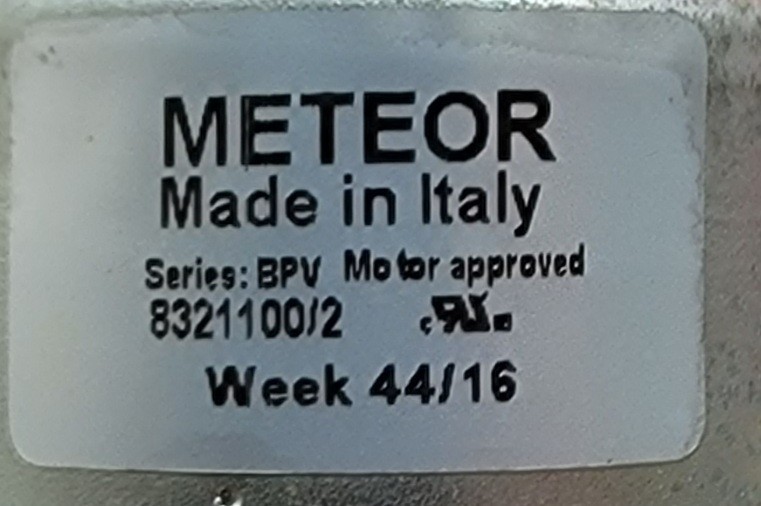 METEOR
Made in Italy
Series: BPV Motor approved
8321100/2
Week 44/16